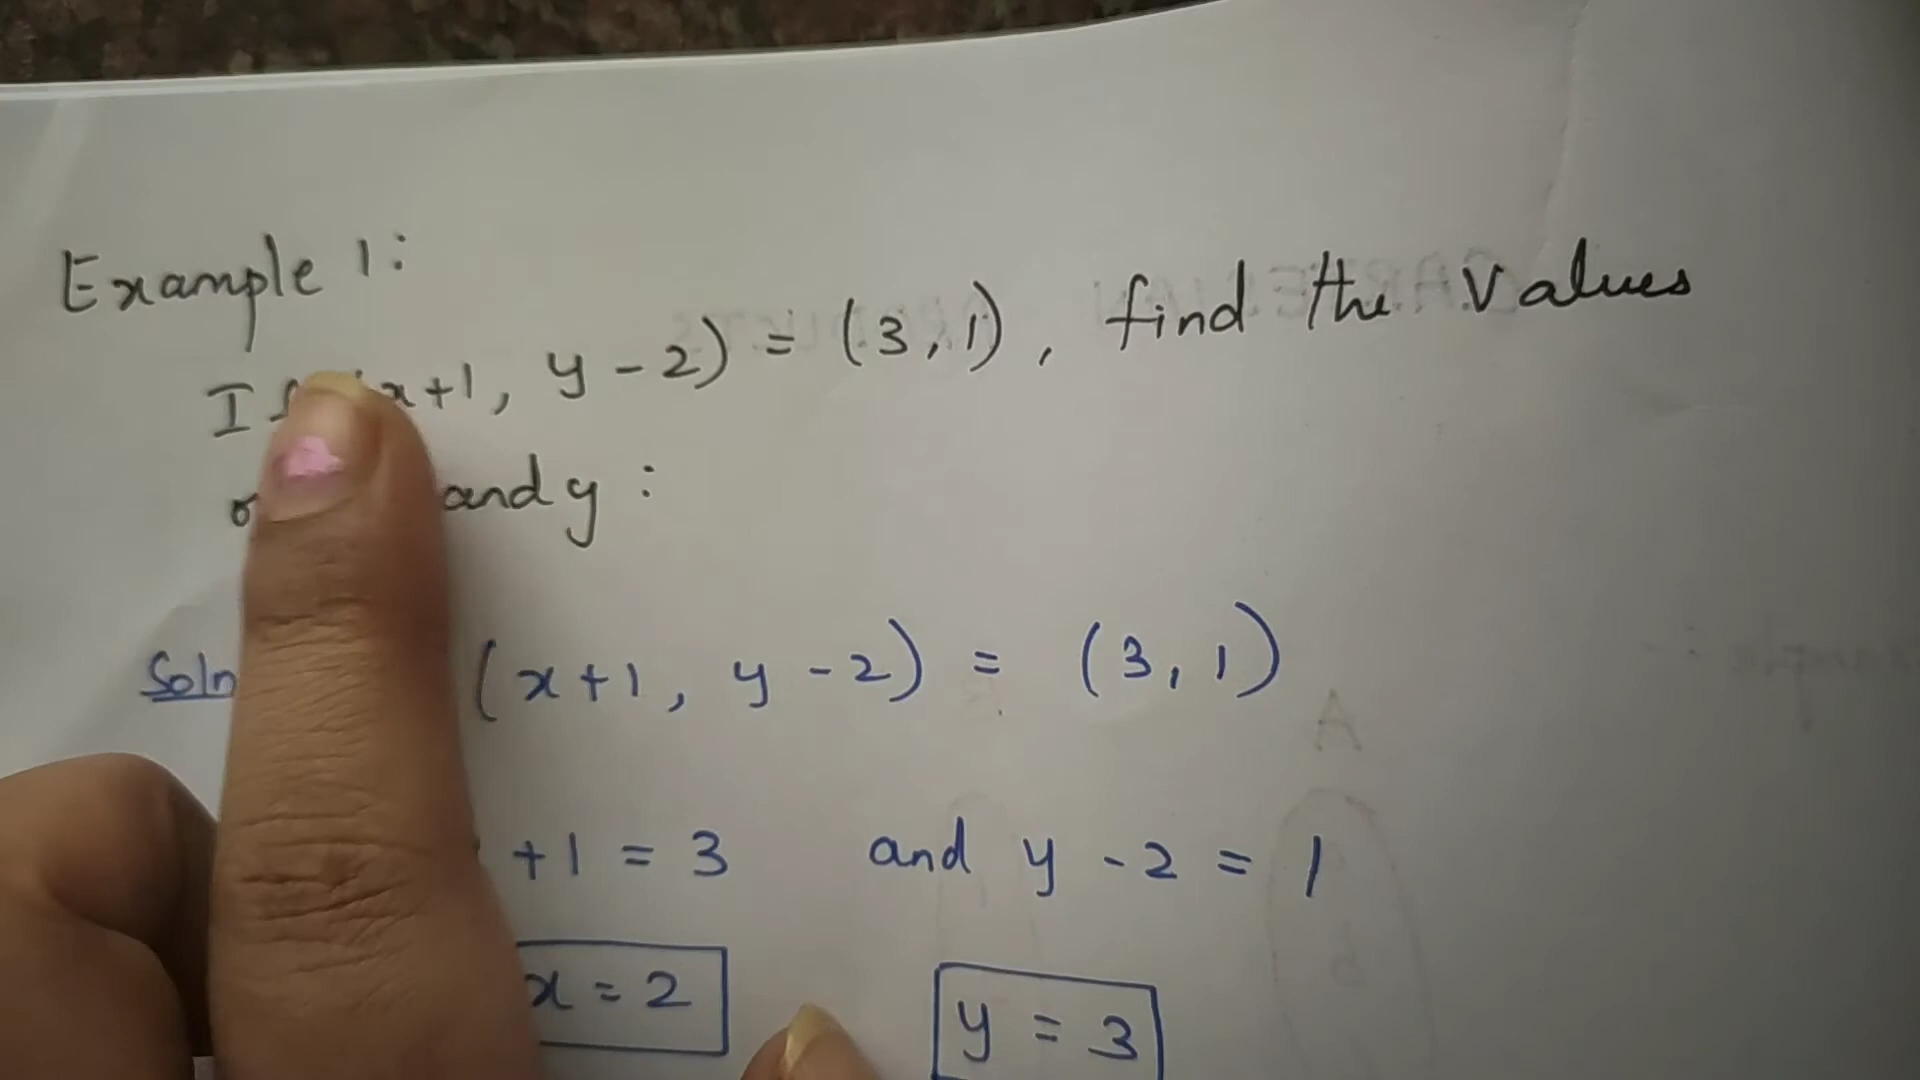 Example 1:
If (x+1, y-2) = (3,1), find the values
and y:
Soln (x+1, y-2) = (3,1)
+1 = 3 and y-2 = 1
x = 2 y = 3